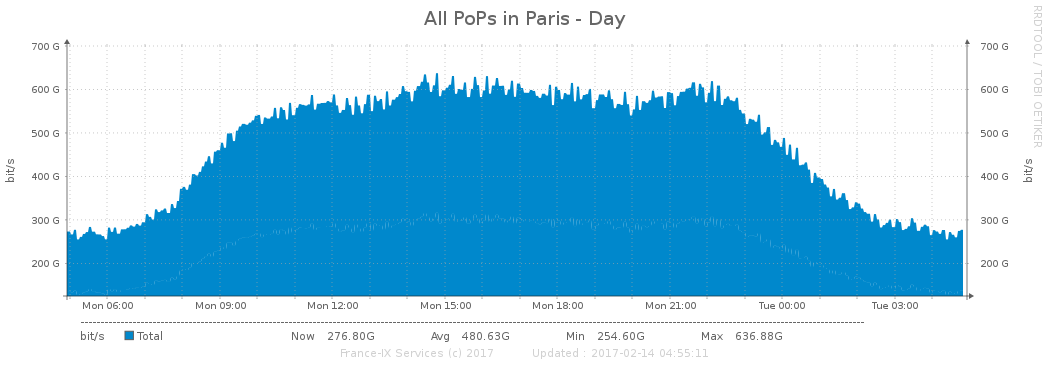 All PoPs in Paris - Day
RRDTOOL / TOBI OETIKER
700 G 700 G
600 G 600 G
500 G 500 G
400 G 400 G
300 G 300 G
200 G 200 G
bit/s bit/s
Mon 06:00 Mon 09:00 Mon 12:00 Mon 15:00 Mon 18:00 Mon 21:00 Tue 00:00 Tue 03:00
bit/s Total Now 276.80G Avg 480.63G Min 254.60G Max 636.88G
France-IX Services (c) 2017 Updated : 2017-02-14 04:55:11